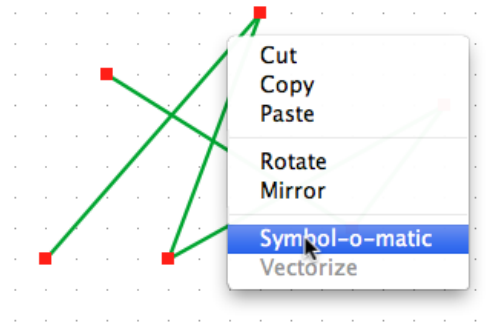 Cut
Copy
Paste
Rotate
Mirror
Symbol-o-matic
Vectorize